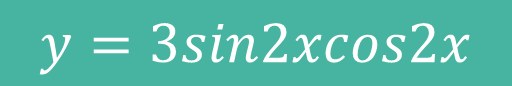 y = 3sin2xcos2x